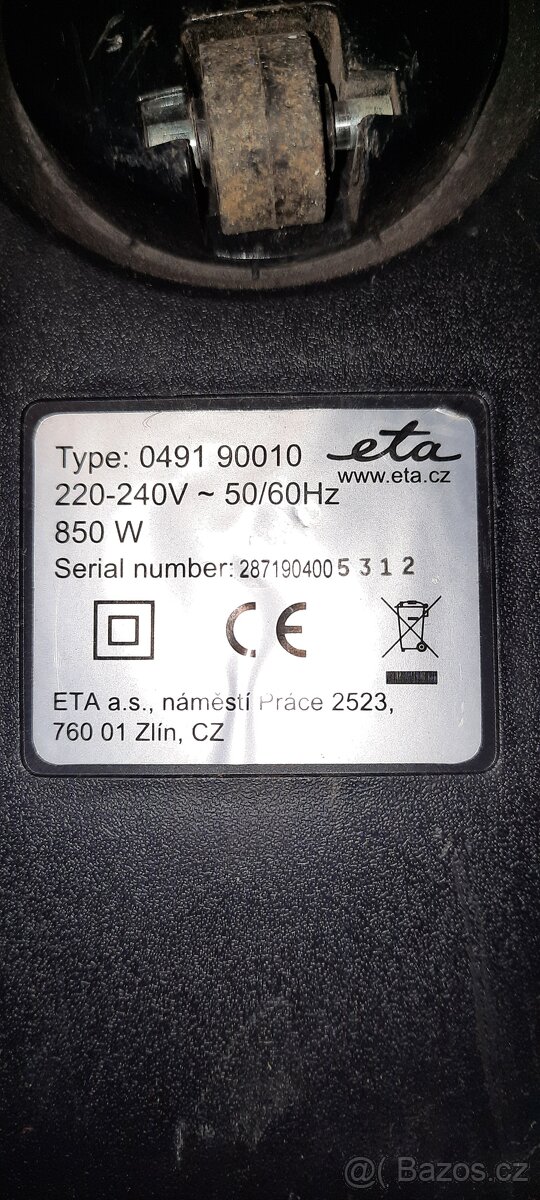 Type: 0491 90010 eta
www.eta.cz
220-240V ~ 50/60Hz
850 W
Serial number: 2871904005312
CE
ETA a.s., náměstí Práce 2523,
760 01 Zlín, CZ
@( Bazos.cz